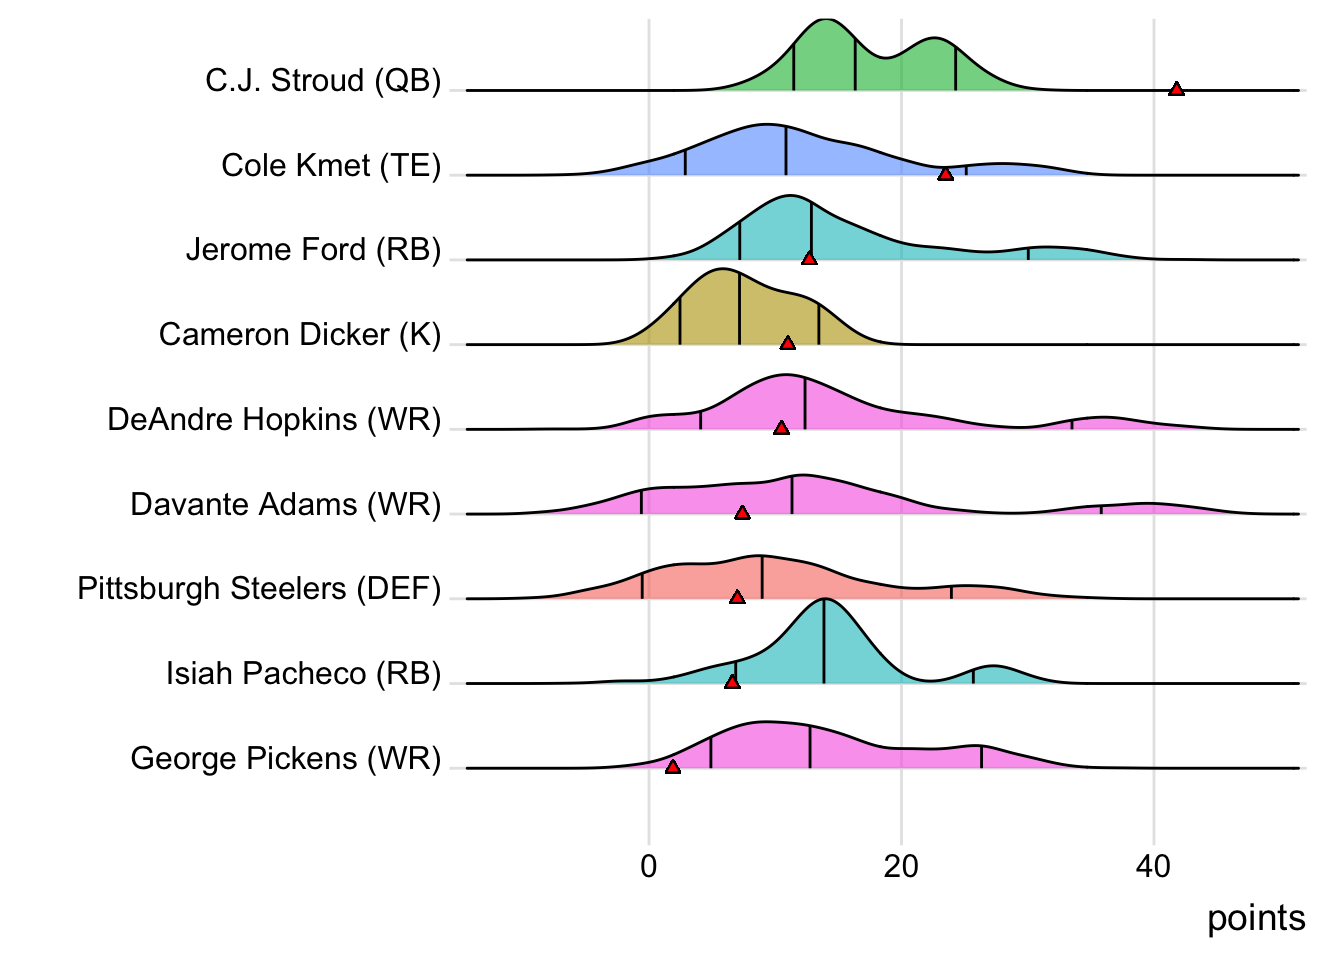 C.J. Stroud (QB)
Cole Kmet (TE)
Jerome Ford (RB)
Cameron Dicker (K)
DeAndre Hopkins (WR)
Davante Adams (WR)
Pittsburgh Steelers (DEF)
Isiah Pacheco (RB)
George Pickens (WR)
0 20 40
points